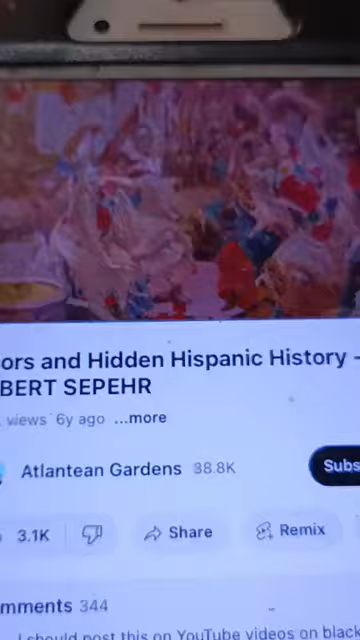 ors and Hidden Hispanic History -
BERT SEPEHR
views 6y ago ...more
Atlantean Gardens 38.8K
Subs
3.1K Share Remix
mments 344
I should post this on YouTube videos on black